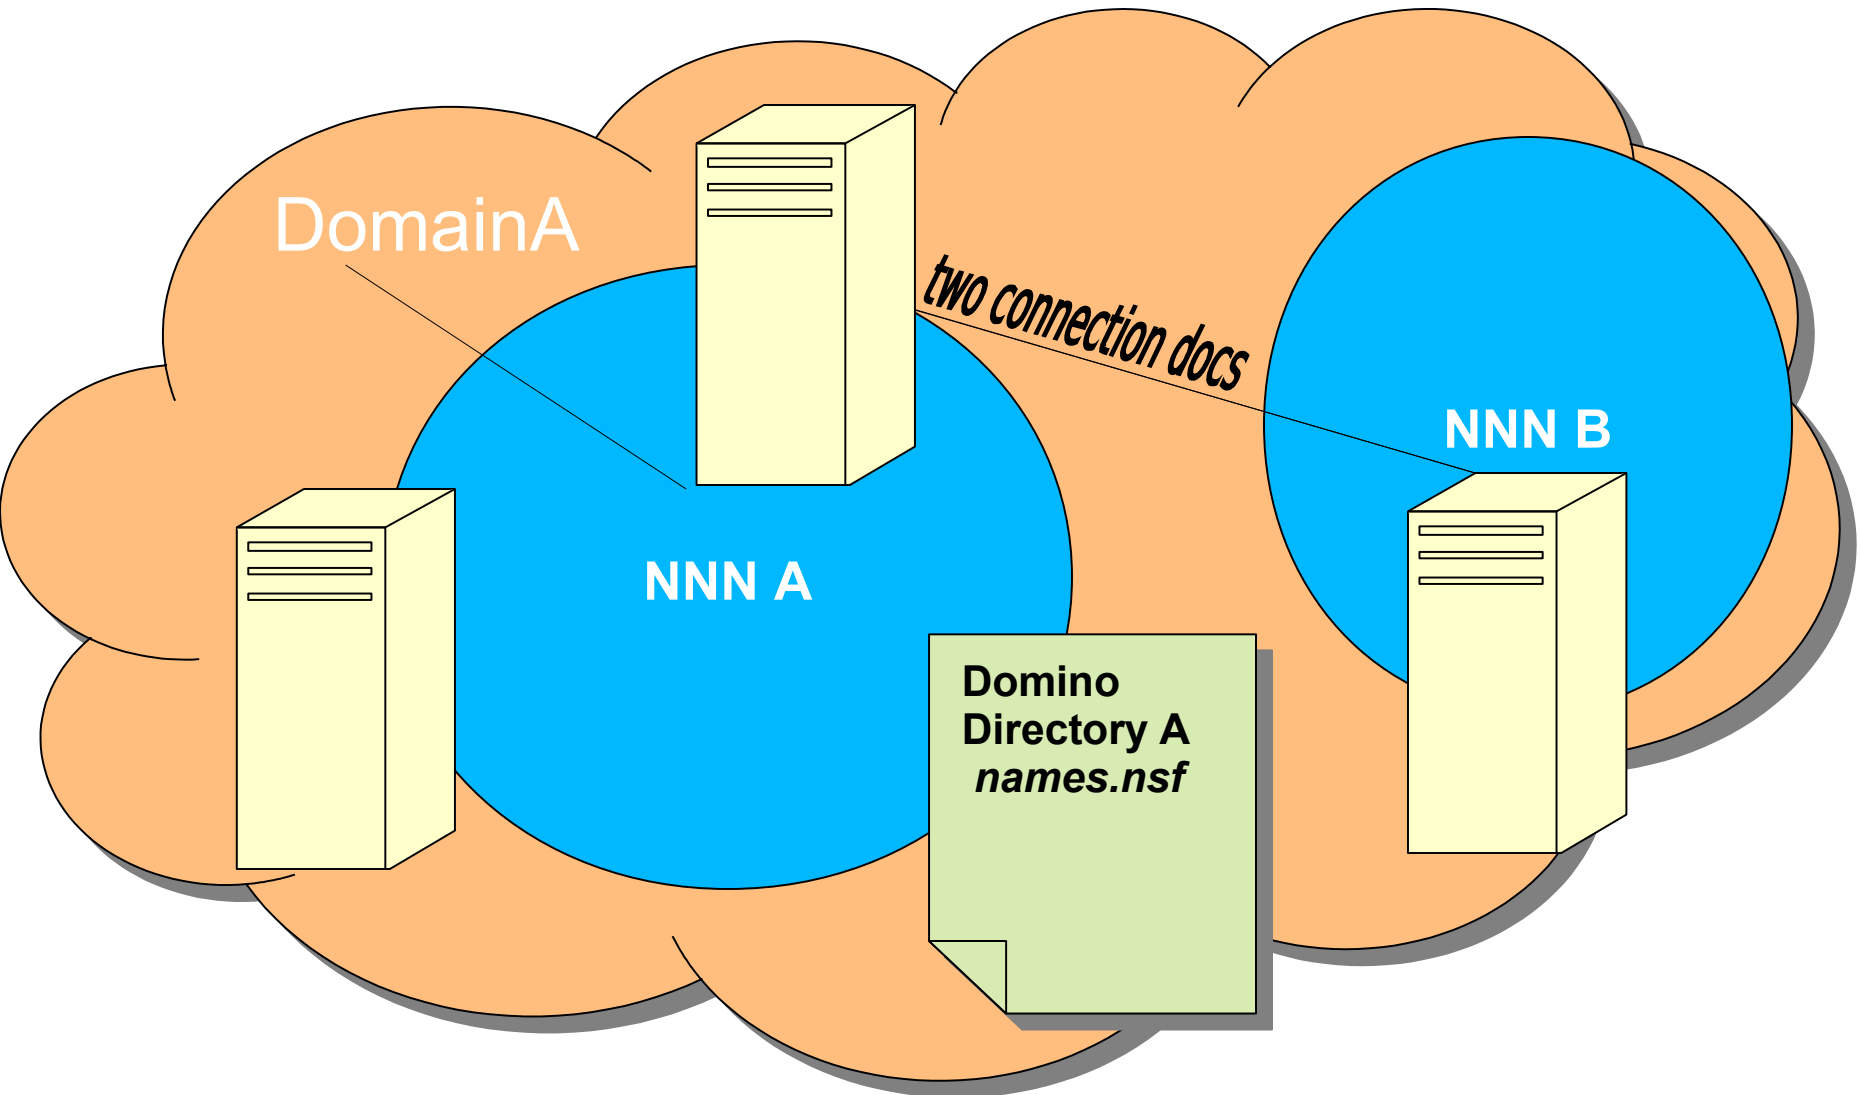 DomainA
two connection docs
NNN B
NNN A
Domino
Directory A
names.nsf